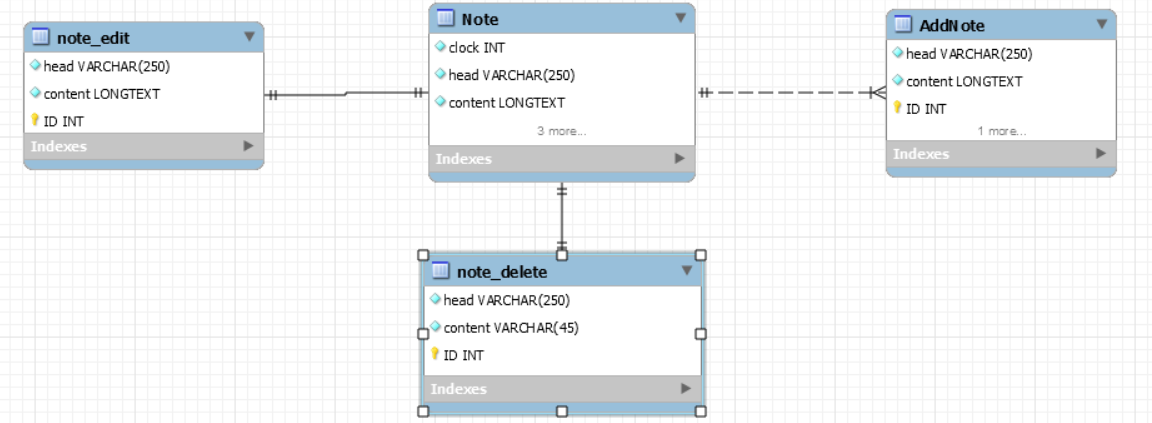 note_edit
head VARCHAR(250)
content LONGTEXT
ID INT
Indexes
Note
clock INT
head VARCHAR(250)
content LONGTEXT
3 more...
Indexes
AddNote
head VARCHAR(250)
content LONGTEXT
ID INT
1 more...
Indexes
note_delete
head VARCHAR(250)
content VARCHAR(45)
ID INT
Indexes